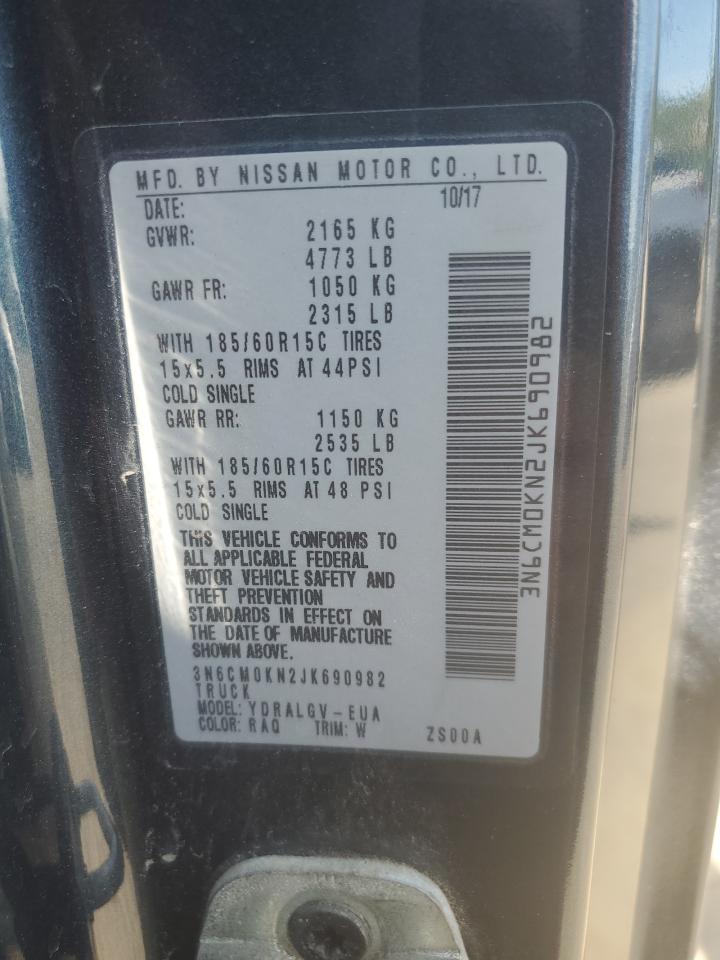 MFD. BY NISSAN MOTOR CO., LTD.
DATE: 10/17
GVWR: 2165 KG
4773 LB
GAWR FR: 1050 KG
2315 LB
WITH 185/60R15C TIRES
15x5.5 RIMS AT 44PSI
COLD SINGLE
GAWR RR: 1150 KG
2535 LB
WITH 185/60R15C TIRES
15x5.5 RIMS AT 48 PSI
COLD SINGLE
THIS VEHICLE CONFORMS TO
ALL APPLICABLE FEDERAL
MOTOR VEHICLE SAFETY AND
THEFT PREVENTION
STANDARDS IN EFFECT ON
THE DATE OF MANUFACTURE
SHOWN ABOVE.
3N6CM0KN2JK690982
TRUCK
MODEL: YDRALGV-EUA
COLOR: RAQ TRIM: W ZS00A
3N6CM0KN2JK690982